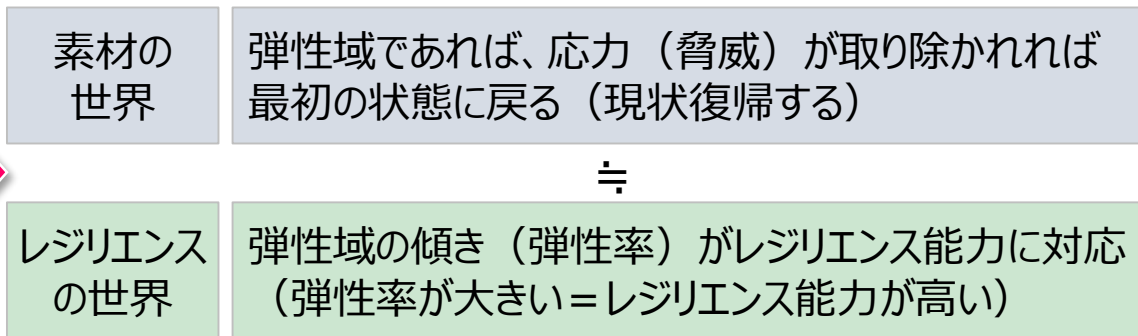 素材の
世界
弾性域であれば、応力（脅威）が取り除かれれば
最初の状態に戻る（現状復帰する）
≒
レジリエンス
の世界
弾性域の傾き（弾性率）がレジリエンス能力に対応
（弾性率が大きい＝レジリエンス能力が高い）